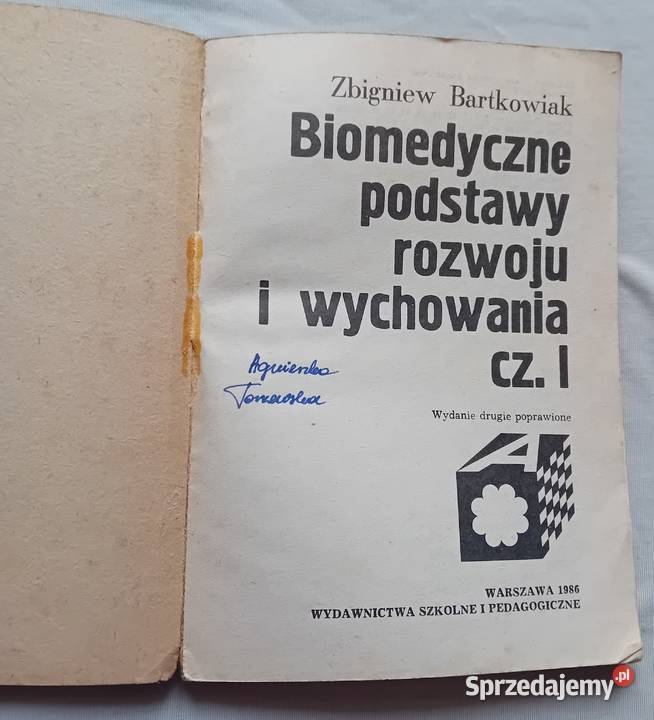 Zbigniew Bartkowiak
Biomedyczne
podstawy
rozwoju
i wychowania
cz. I
Agnieszka
Wydanie drugie poprawione
A
WARSZAWA 1986
WYDAWNICTWA SZKOLNE I PEDAGOGICZNE
Sprzedajemy.pl